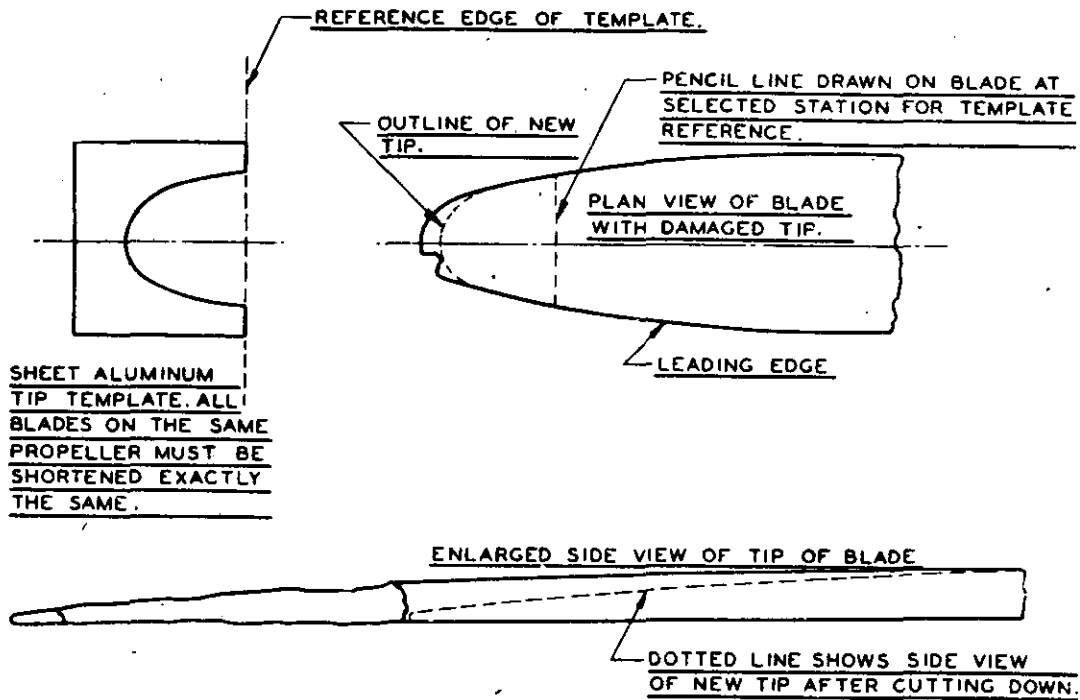 REFERENCE EDGE OF TEMPLATE.
PENCIL LINE DRAWN ON BLADE AT
SELECTED STATION FOR TEMPLATE
REFERENCE.
OUTLINE OF NEW
TIP.
PLAN VIEW OF BLADE
WITH DAMAGED TIP.
LEADING EDGE
SHEET ALUMINUM
TIP TEMPLATE. ALL
BLADES ON THE SAME
PROPELLER MUST BE
SHORTENED EXACTLY
THE SAME.
ENLARGED SIDE VIEW OF TIP OF BLADE
DOTTED LINE SHOWS SIDE VIEW
OF NEW TIP AFTER CUTTING DOWN.